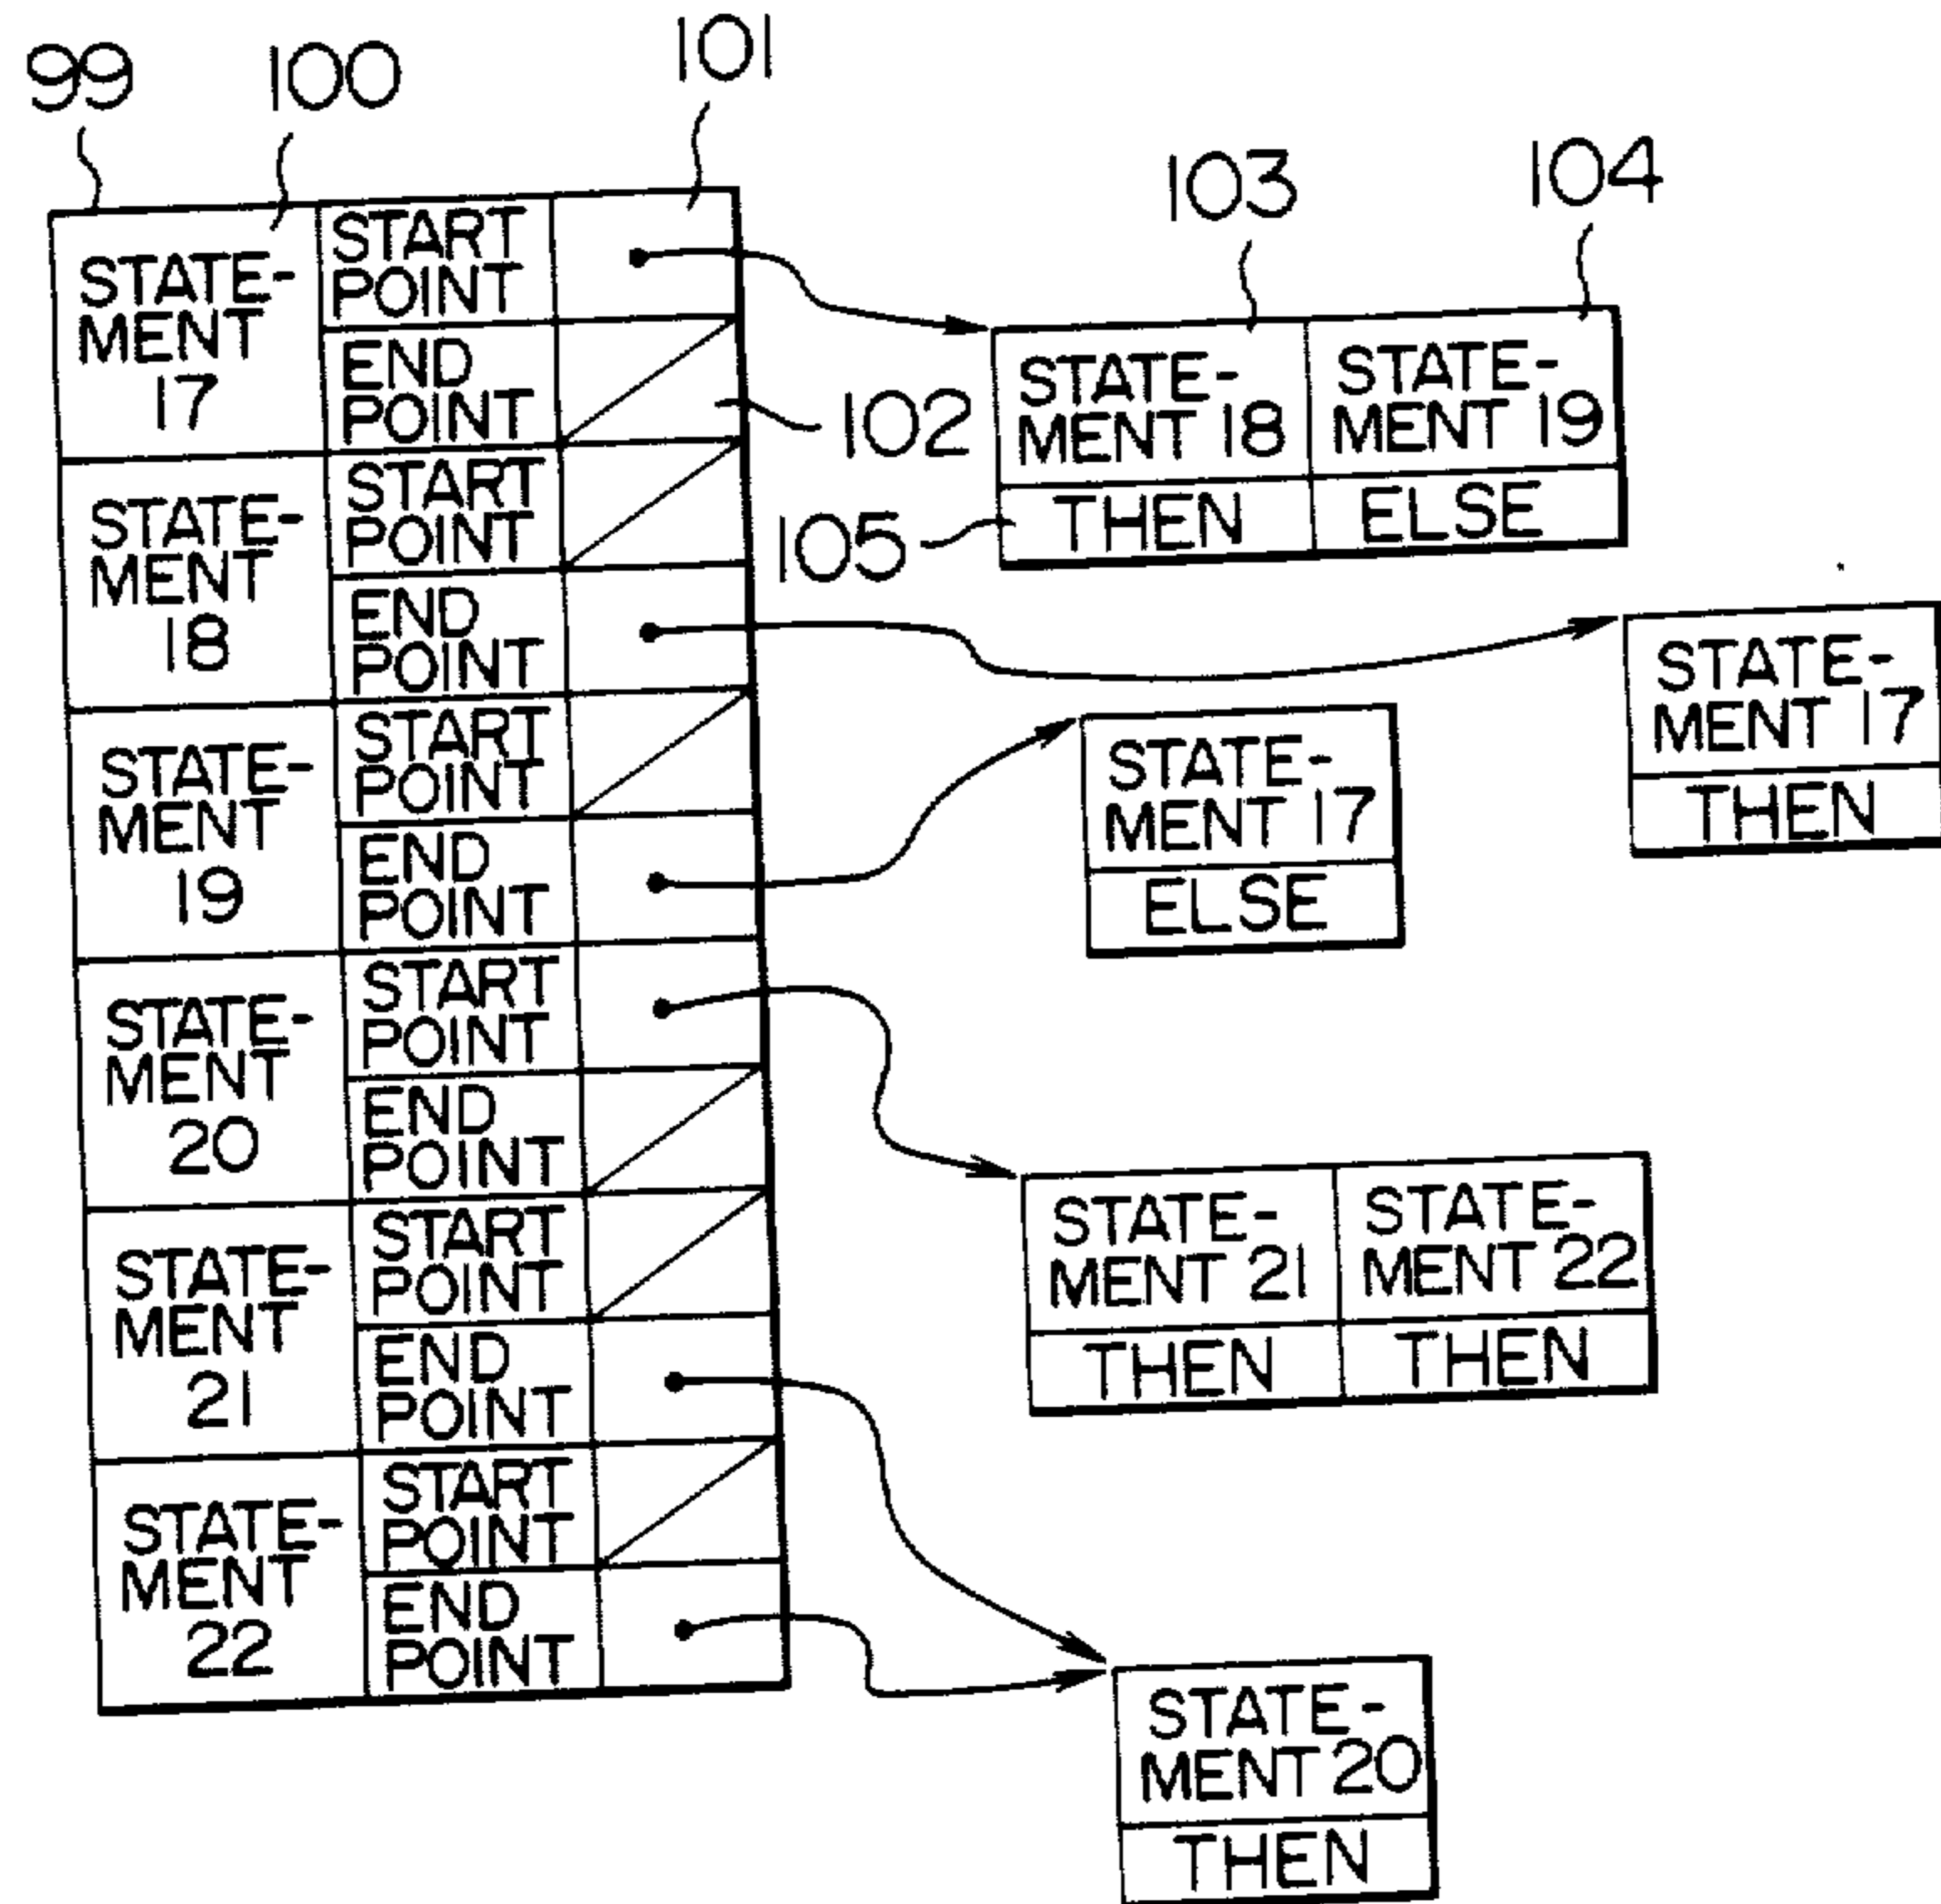 99
100
101
103
104
STATE-
MENT
17
START
POINT
END
POINT
102
STATE-
MENT 18
STATE-
MENT 19
105
THEN
ELSE
STATE-
MENT
18
START
POINT
END
POINT
STATE-
MENT 17
THEN
STATE-
MENT
19
START
POINT
END
POINT
STATE-
MENT 17
ELSE
STATE-
MENT
20
START
POINT
END
POINT
STATE-
MENT 21
STATE-
MENT 22
THEN
THEN
STATE-
MENT
21
START
POINT
END
POINT
STATE-
MENT
22
START
POINT
END
POINT
STATE-
MENT 20
THEN